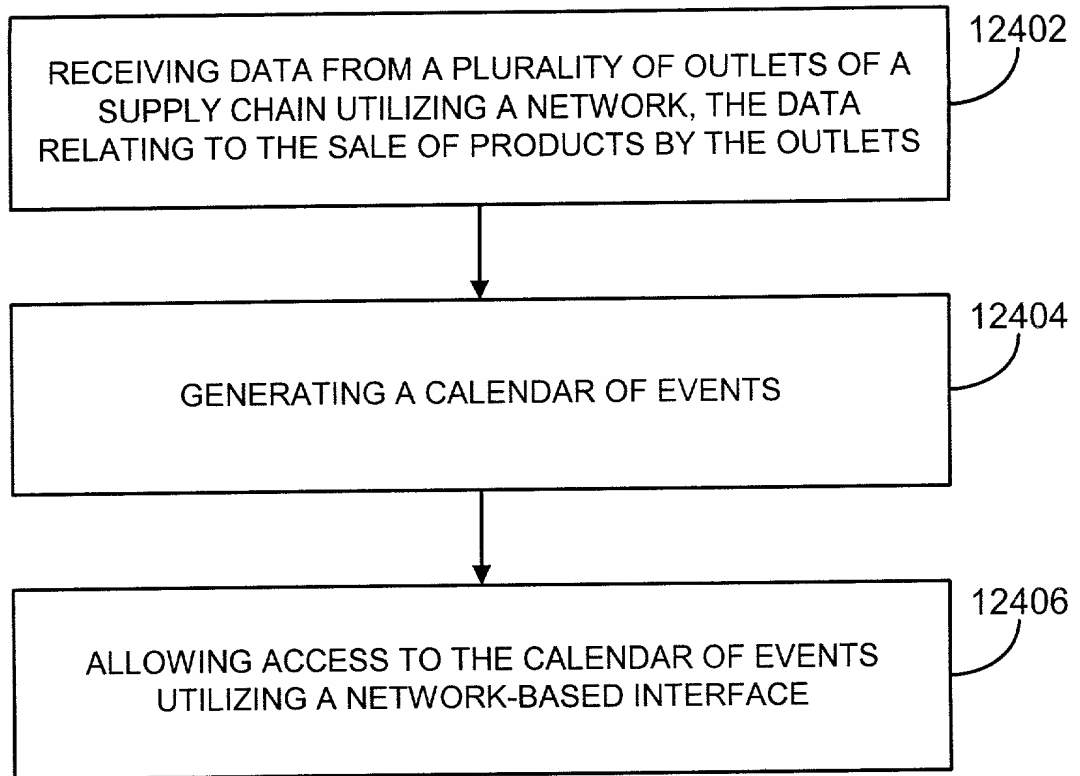 12402
RECEIVING DATA FROM A PLURALITY OF OUTLETS OF A
SUPPLY CHAIN UTILIZING A NETWORK, THE DATA
RELATING TO THE SALE OF PRODUCTS BY THE OUTLETS
12404
GENERATING A CALENDAR OF EVENTS
12406
ALLOWING ACCESS TO THE CALENDAR OF EVENTS
UTILIZING A NETWORK-BASED INTERFACE